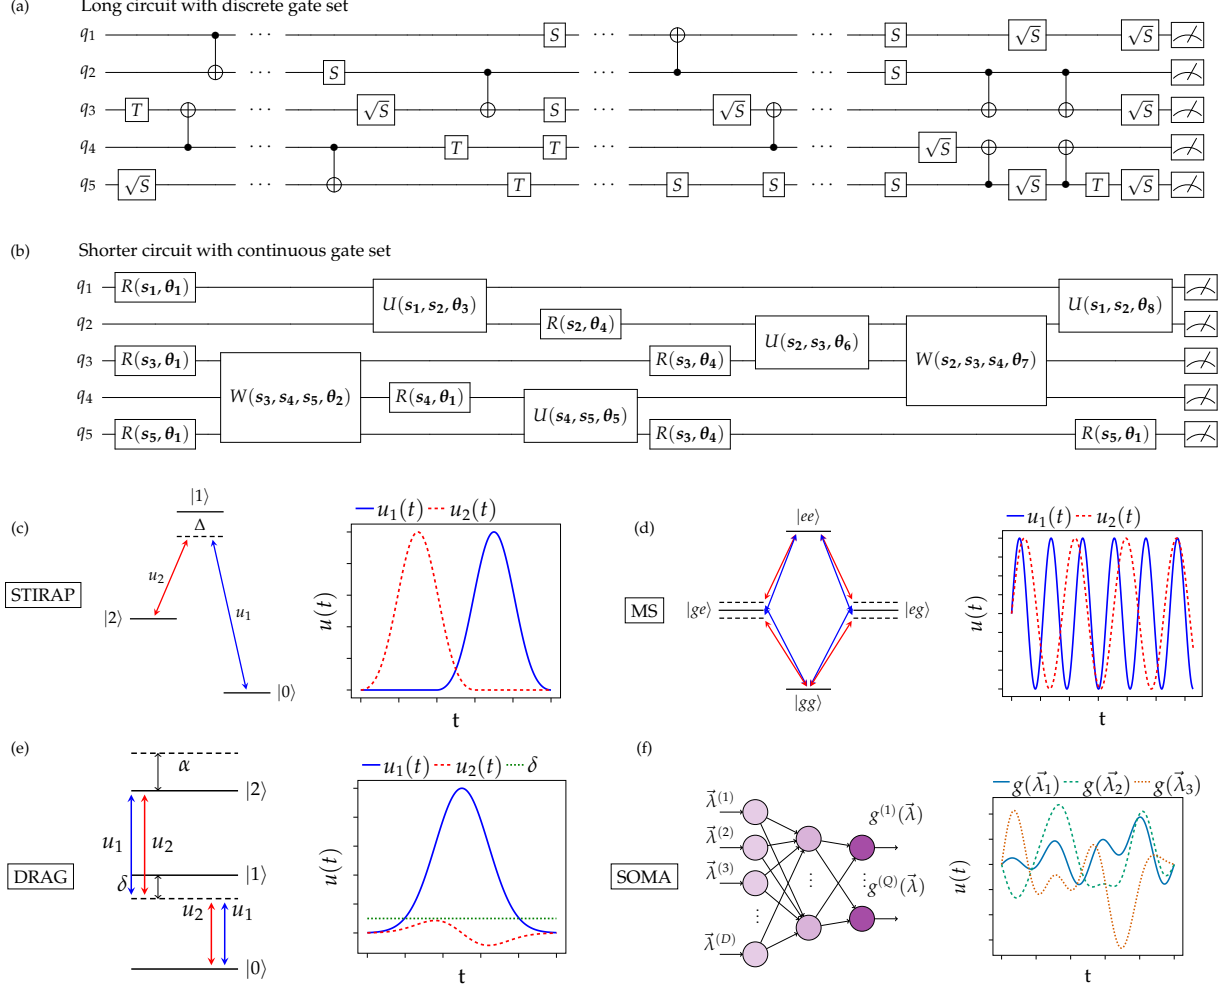 (a) Long circuit with discrete gate set
q₁ ··· S ··· ··· S √S √S
q₂ ··· S ··· ··· S
q₃ T ··· √S S ··· √S ··· √S
q₄ ··· T T ··· ··· √S
q₅ √S ··· T ··· S S ··· S √S T √S
(b) Shorter circuit with continuous gate set
q₁ R(s₁, θ₁) U(s₁, s₂, θ₃) U(s₁, s₂, θ₈)
q₂ R(s₂, θ₄) U(s₂, s₃, θ₆)
q₃ R(s₃, θ₁) W(s₃, s₄, s₅, θ₂) R(s₃, θ₄) W(s₂, s₃, s₄, θ₇)
q₄ R(s₄, θ₁) U(s₄, s₅, θ₅)
q₅ R(s₅, θ₁) R(s₃, θ₄) R(s₅, θ₁)
(c)
STIRAP
|1⟩
Δ
u₂
u₁
|2⟩
|0⟩
u₁(t) u₂(t)
u(t)
t
(d)
MS
|ee⟩
|ge⟩
|eg⟩
|gg⟩
u₁(t) u₂(t)
u(t)
t
(e)
DRAG
α
|2⟩
u₁ u₂
|1⟩
δ
u₂ u₁
|0⟩
u₁(t) u₂(t) δ
u(t)
t
(f)
SOMA
λ⃗⁽¹⁾
λ⃗⁽²⁾
λ⃗⁽³⁾
⋮
λ⃗⁽ᴰ⁾
⋮
g⁽¹⁾(λ⃗)
⋮
g⁽Q⁾(λ⃗)
g(λ⃗₁) g(λ⃗₂) g(λ⃗₃)
u(t)
t